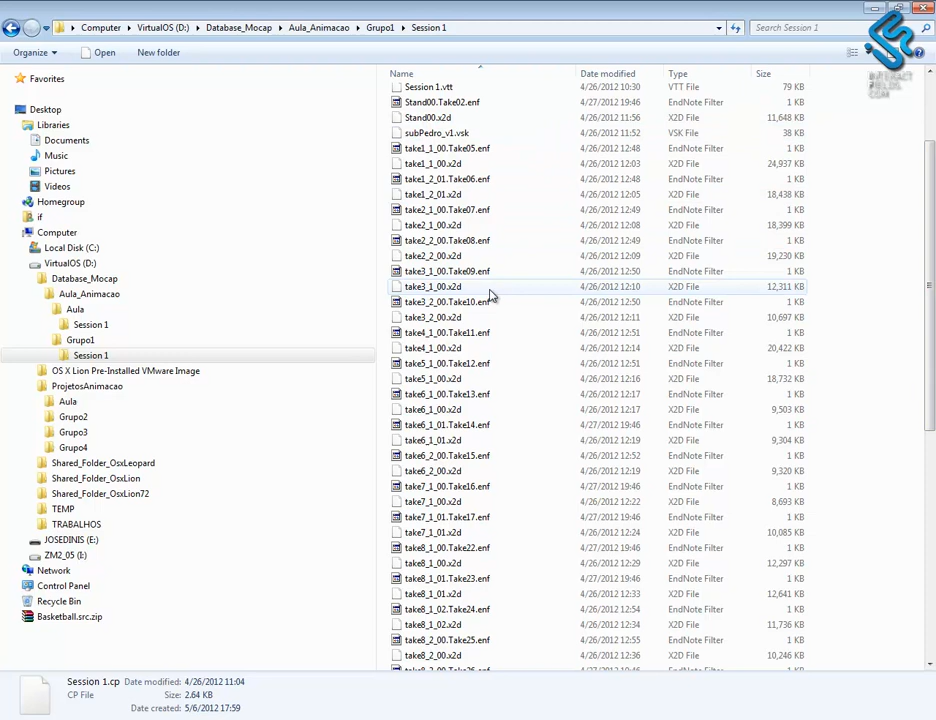 Computer ▸ VirtualOS (D:) ▸ Database_Mocap ▸ Aula_Animacao ▸ Grupo1 ▸ Session 1
Search Session 1
Organize
Open
New folder
INTERACT
FIELDS.
COM
Favorites
Desktop
Libraries
Documents
Music
Pictures
Videos
Homegroup
if
Computer
Local Disk (C:)
VirtualOS (D:)
Database_Mocap
Aula_Animacao
Aula
Session 1
Grupo1
Session 1
OS X Lion Pre-Installed VMware Image
ProjetosAnimacao
Aula
Grupo2
Grupo3
Grupo4
Shared_Folder_OsxLeopard
Shared_Folder_OsxLion
Shared_Folder_OsxLion72
TEMP
TRABALHOS
JOSEDINIS (E:)
ZM2_05 (I:)
Network
Control Panel
Recycle Bin
Basketball.src.zip
Name Date modified Type Size
Session 1.vtt 4/26/2012 10:30 VTT File 79 KB
Stand00.Take02.enf 4/27/2012 19:46 EndNote Filter 1 KB
Stand00.x2d 4/26/2012 11:56 X2D File 11,648 KB
subPedro_v1.vsk 4/26/2012 11:52 VSK File 38 KB
take1_1_00.Take05.enf 4/26/2012 12:48 EndNote Filter 1 KB
take1_1_00.x2d 4/26/2012 12:03 X2D File 24,937 KB
take1_2_01.Take06.enf 4/26/2012 12:48 EndNote Filter 1 KB
take1_2_01.x2d 4/26/2012 12:05 X2D File 18,438 KB
take2_1_00.Take07.enf 4/26/2012 12:49 EndNote Filter 1 KB
take2_1_00.x2d 4/26/2012 12:08 X2D File 18,399 KB
take2_2_00.Take08.enf 4/26/2012 12:49 EndNote Filter 1 KB
take2_2_00.x2d 4/26/2012 12:09 X2D File 19,230 KB
take3_1_00.Take09.enf 4/26/2012 12:50 EndNote Filter 1 KB
take3_1_00.x2d 4/26/2012 12:10 X2D File 12,311 KB
take3_2_00.Take10.enf 4/26/2012 12:50 EndNote Filter 1 KB
take3_2_00.x2d 4/26/2012 12:11 X2D File 10,697 KB
take4_1_00.Take11.enf 4/26/2012 12:51 EndNote Filter 1 KB
take4_1_00.x2d 4/26/2012 12:14 X2D File 20,422 KB
take5_1_00.Take12.enf 4/26/2012 12:51 EndNote Filter 1 KB
take5_1_00.x2d 4/26/2012 12:16 X2D File 18,732 KB
take6_1_00.Take13.enf 4/26/2012 12:17 EndNote Filter 1 KB
take6_1_00.x2d 4/26/2012 12:17 X2D File 9,503 KB
take6_1_01.Take14.enf 4/26/2012 12:19 EndNote Filter 1 KB
take6_1_01.x2d 4/26/2012 12:19 X2D File 9,304 KB
take6_2_00.Take15.enf 4/26/2012 12:52 EndNote Filter 1 KB
take6_2_00.x2d 4/26/2012 12:19 X2D File 9,320 KB
take7_1_00.Take16.enf 4/27/2012 19:46 EndNote Filter 1 KB
take7_1_00.x2d 4/26/2012 12:22 X2D File 8,693 KB
take7_1_01.Take17.enf 4/27/2012 19:46 EndNote Filter 1 KB
take7_1_01.x2d 4/26/2012 12:24 X2D File 10,085 KB
take8_1_00.Take22.enf 4/27/2012 19:46 EndNote Filter 1 KB
take8_1_00.x2d 4/26/2012 12:29 X2D File 12,297 KB
take8_1_01.Take23.enf 4/27/2012 19:46 EndNote Filter 1 KB
take8_1_01.x2d 4/26/2012 12:33 X2D File 12,641 KB
take8_1_02.Take24.enf 4/27/2012 19:46 EndNote Filter 1 KB
take8_1_02.x2d 4/26/2012 12:34 X2D File 11,736 KB
take8_2_00.Take25.enf 4/26/2012 12:55 EndNote Filter 1 KB
take8_2_00.x2d 4/26/2012 12:36 X2D File 10,246 KB
Session 1.cp Date modified: 4/26/2012 11:04
CP File Size: 2.64 KB
Date created: 5/6/2012 17:59